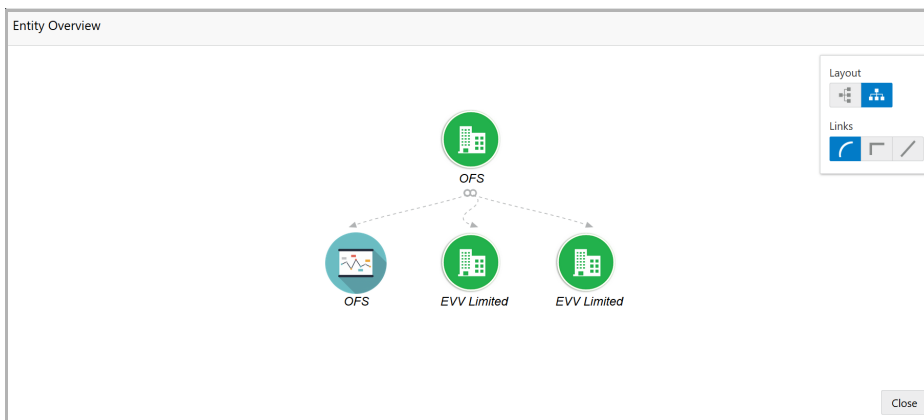 Entity Overview
Layout
Links
OFS
OFS
EVV Limited
EVV Limited
Close